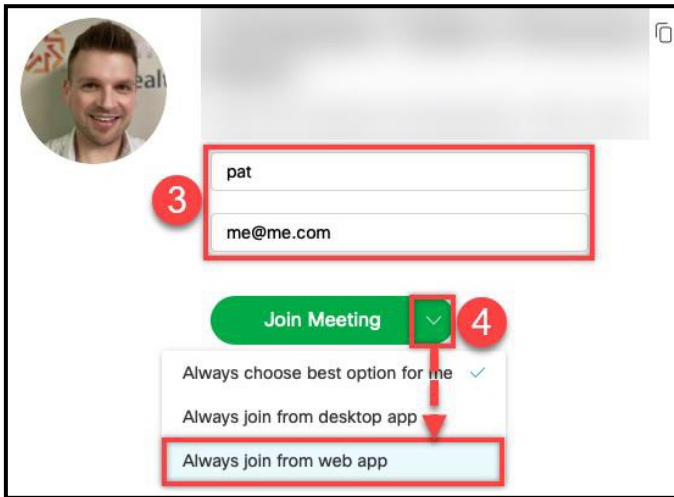 ealt
3
pat
me@me.com
Join Meeting
4
Always choose best option for me
Always join from desktop app
Always join from web app